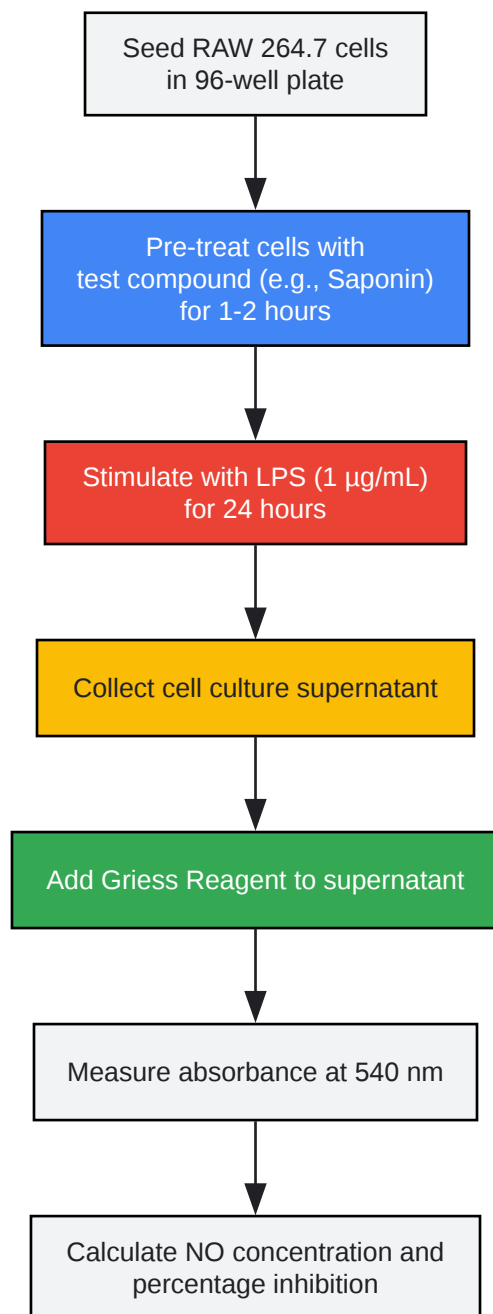 Seed RAW 264.7 cells
in 96-well plate
Pre-treat cells with
test compound (e.g., Saponin)
for 1-2 hours
Stimulate with LPS (1 µg/mL)
for 24 hours
Collect cell culture supernatant
Add Griess Reagent to supernatant
Measure absorbance at 540 nm
Calculate NO concentration and
percentage inhibition